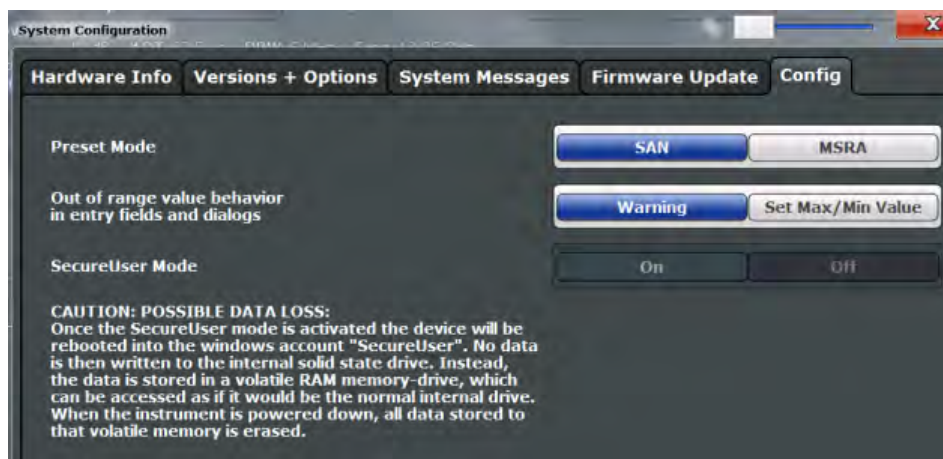 System Configuration
X
Hardware Info Versions + Options System Messages Firmware Update Config
Preset Mode
SAN MSRA
Out of range value behavior
in entry fields and dialogs
Warning Set Max/Min Value
SecureUser Mode
On Off
CAUTION: POSSIBLE DATA LOSS:
Once the SecureUser mode is activated the device will be
rebooted into the windows account "SecureUser". No data
is then written to the internal solid state drive. Instead,
the data is stored in a volatile RAM memory-drive, which
can be accessed as if it would be the normal internal drive.
When the instrument is powered down, all data stored to
that volatile memory is erased.